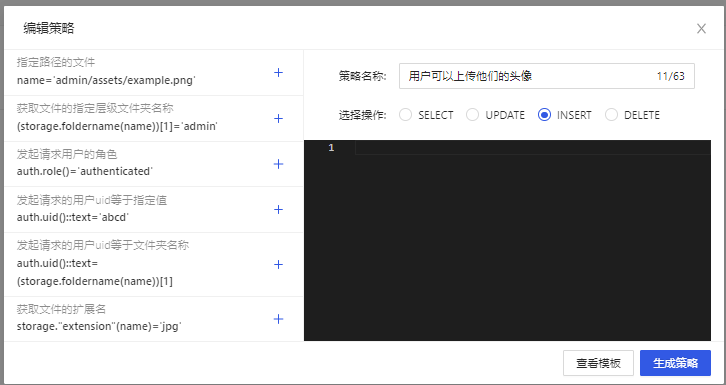 编辑策略
指定路径的文件
name='admin/assets/example.png'
获取文件的指定层级文件夹名称
(storage.foldername(name))[1]='admin'
发起请求用户的角色
auth.role()='authenticated'
发起请求的用户uid等于指定值
auth.uid()::text='abcd'
发起请求的用户uid等于文件夹名称
auth.uid()::text=
(storage.foldername(name))[1]
获取文件的扩展名
storage."extension"(name)='jpg'
策略名称: 用户可以上传他们的头像 11/63
选择操作: SELECT UPDATE INSERT DELETE
1
查看模板 生成策略